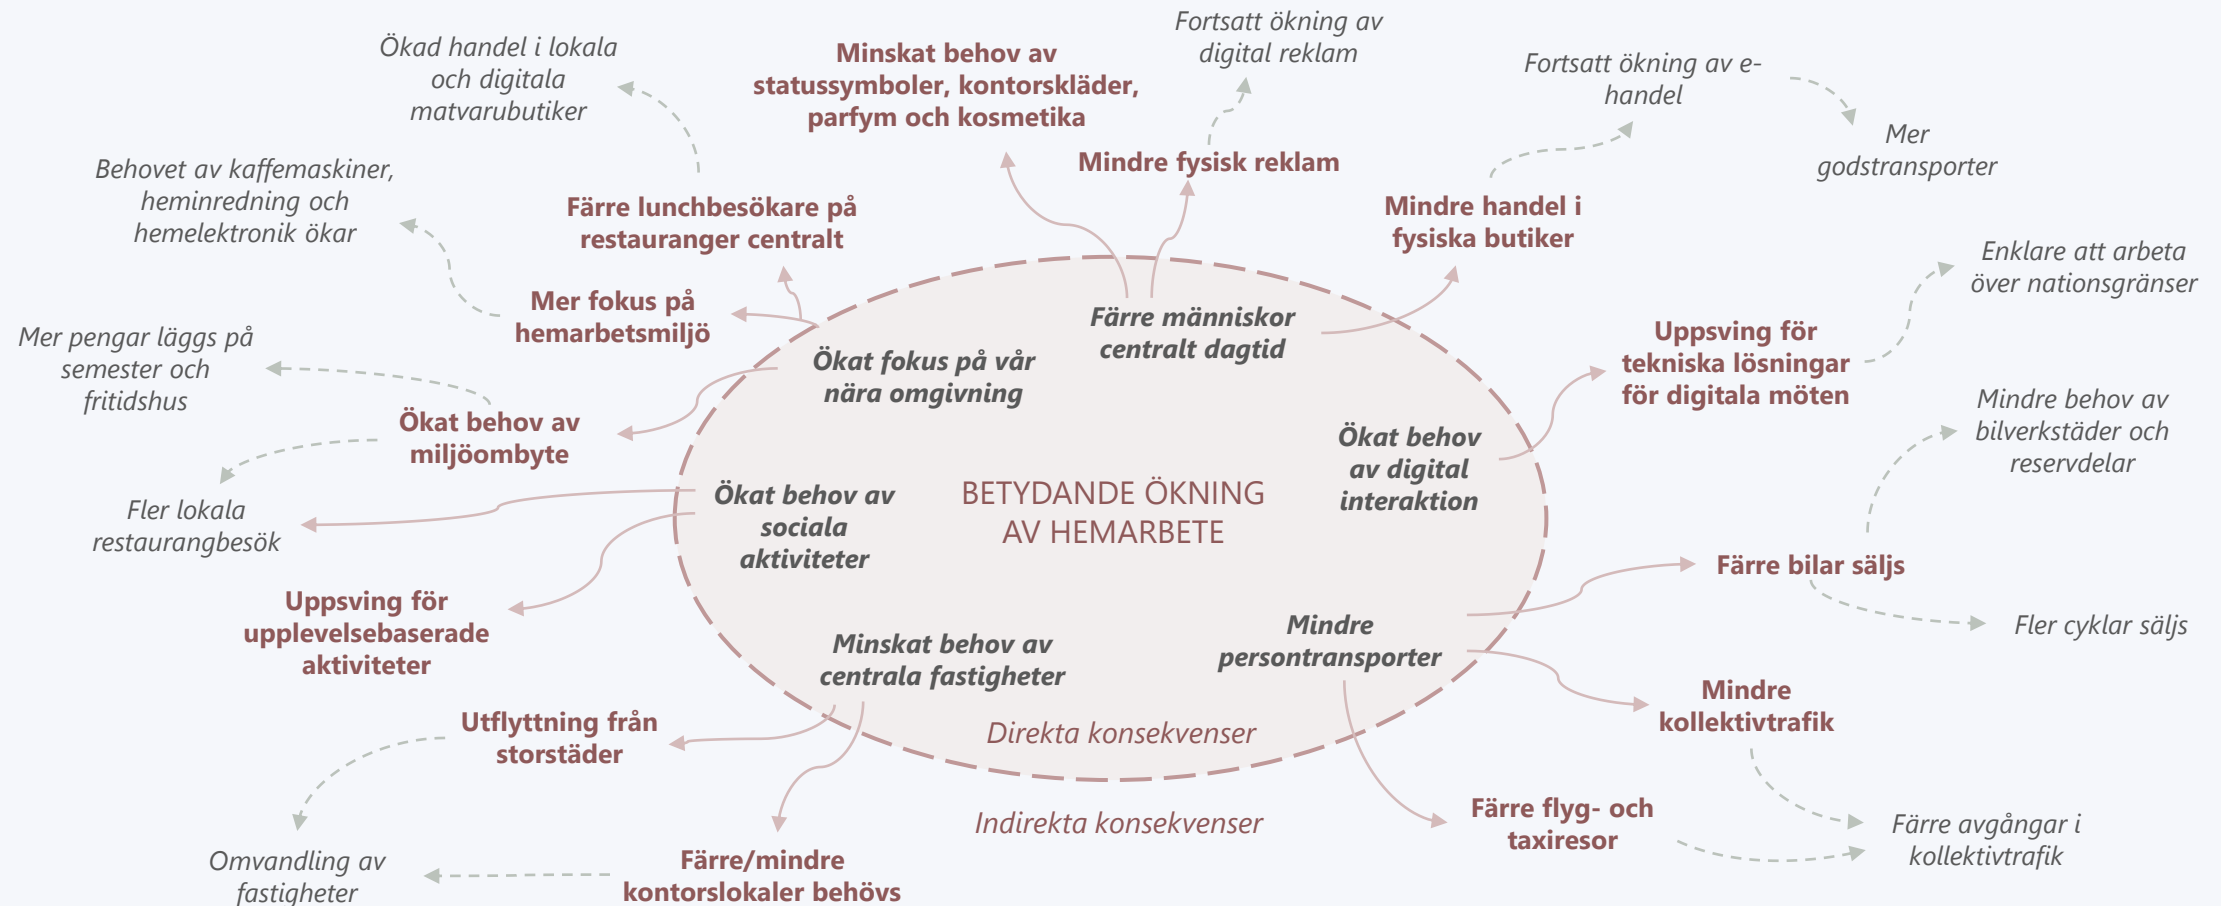 Fortsatt ökning av
digital reklam
Ökad handel i lokala
och digitala
matvarubutiker
Minskat behov av
statussymboler, kontorskläder,
parfym och kosmetika
Fortsatt ökning av e-
handel
Mer
godstransporter
Mindre fysisk reklam
Behovet av kaffemaskiner,
heminredning och
hemelektronik ökar
Färre lunchbesökare på
restauranger centralt
Mindre handel i
fysiska butiker
Enklare att arbeta
över nationsgränser
Mer fokus på
hemarbetsmiljö
Färre människor
centralt dagtid
Uppsving för
tekniska lösningar
för digitala möten
Mer pengar läggs på
semester och
fritidshus
Ökat fokus på vår
nära omgivning
Mindre behov av
bilverkstäder och
reservdelar
Ökat behov av
miljöombyte
Ökat behov
av digital
interaktion
Fler lokala
restaurangbesök
Ökat behov av
sociala
aktiviteter
BETYDANDE ÖKNING
AV HEMARBETE
Färre bilar säljs
Uppsving för
upplevelsebaserade
aktiviteter
Minskat behov av
centrala fastigheter
Mindre
persontransporter
Fler cyklar säljs
Utflyttning från
storstäder
Direkta konsekvenser
Mindre
kollektivtrafik
Indirekta konsekvenser
Färre flyg- och
taxiresor
Färre avgångar i
kollektivtrafik
Omvandling av
fastigheter
Färre/mindre
kontorslokaler behövs